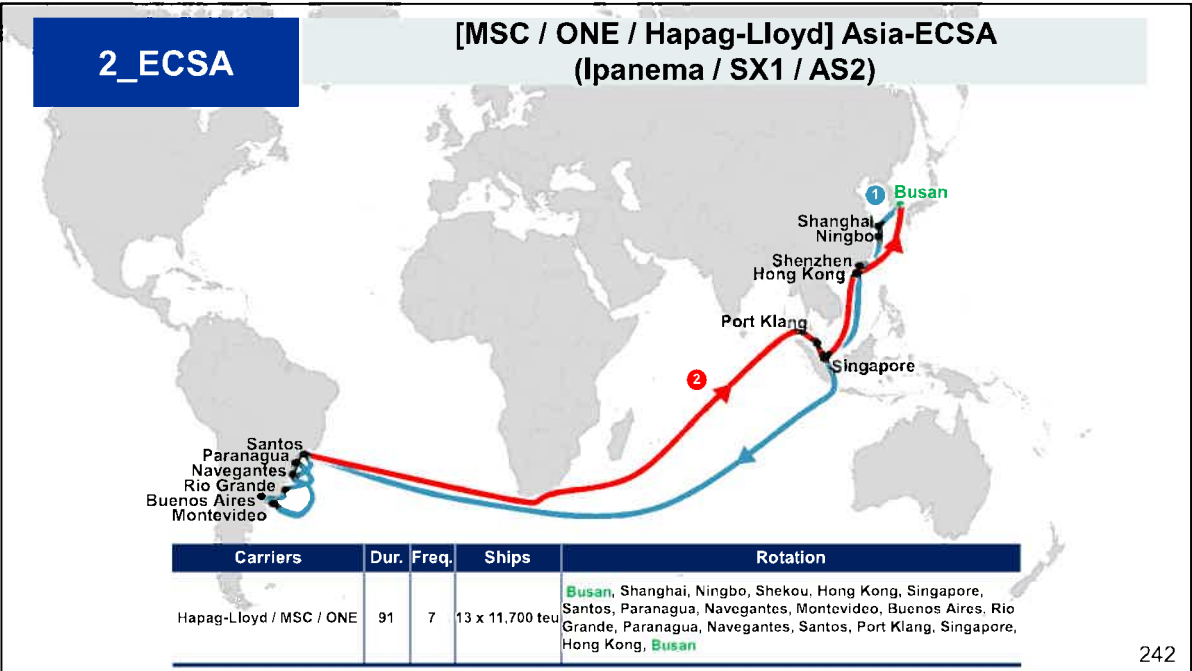 2_ECSA
[MSC / ONE / Hapag-Lloyd] Asia-ECSA
(Ipanema / SX1 / AS2)
1
Busan
Shanghai
Ningbo
Shenzhen
Hong Kong
Port Klang
Singapore
2
Santos
Paranagua
Navegantes
Rio Grande
Buenos Aires
Montevideo
Carriers Dur. Freq. Ships Rotation
Hapag-Lloyd / MSC / ONE 91 7 13 x 11,700 teu
Busan, Shanghai, Ningbo, Shekou, Hong Kong, Singapore,
Santos, Paranagua, Navegantes, Montevideo, Buenos Aires, Rio
Grande, Paranagua, Navegantes, Santos, Port Klang, Singapore,
Hong Kong, Busan
242